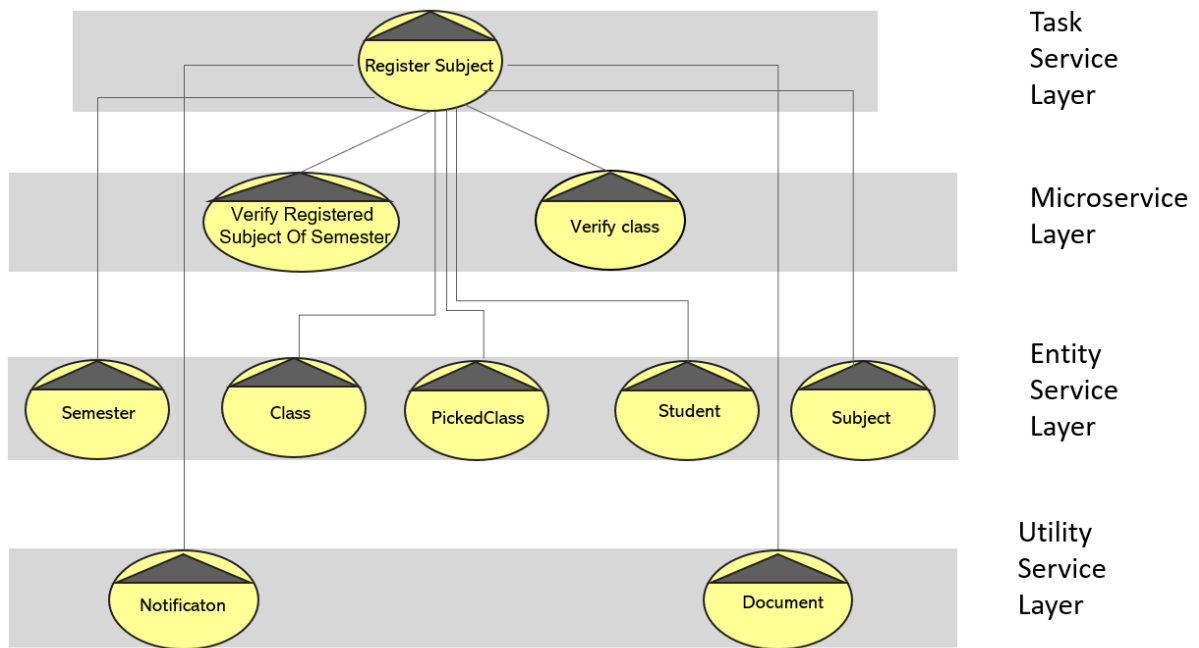 Register Subject
Task
Service
Layer
Verify Registered
Subject Of Semester
Verify class
Microservice
Layer
Semester
Class
PickedClass
Student
Subject
Entity
Service
Layer
Notificaton
Document
Utility
Service
Layer